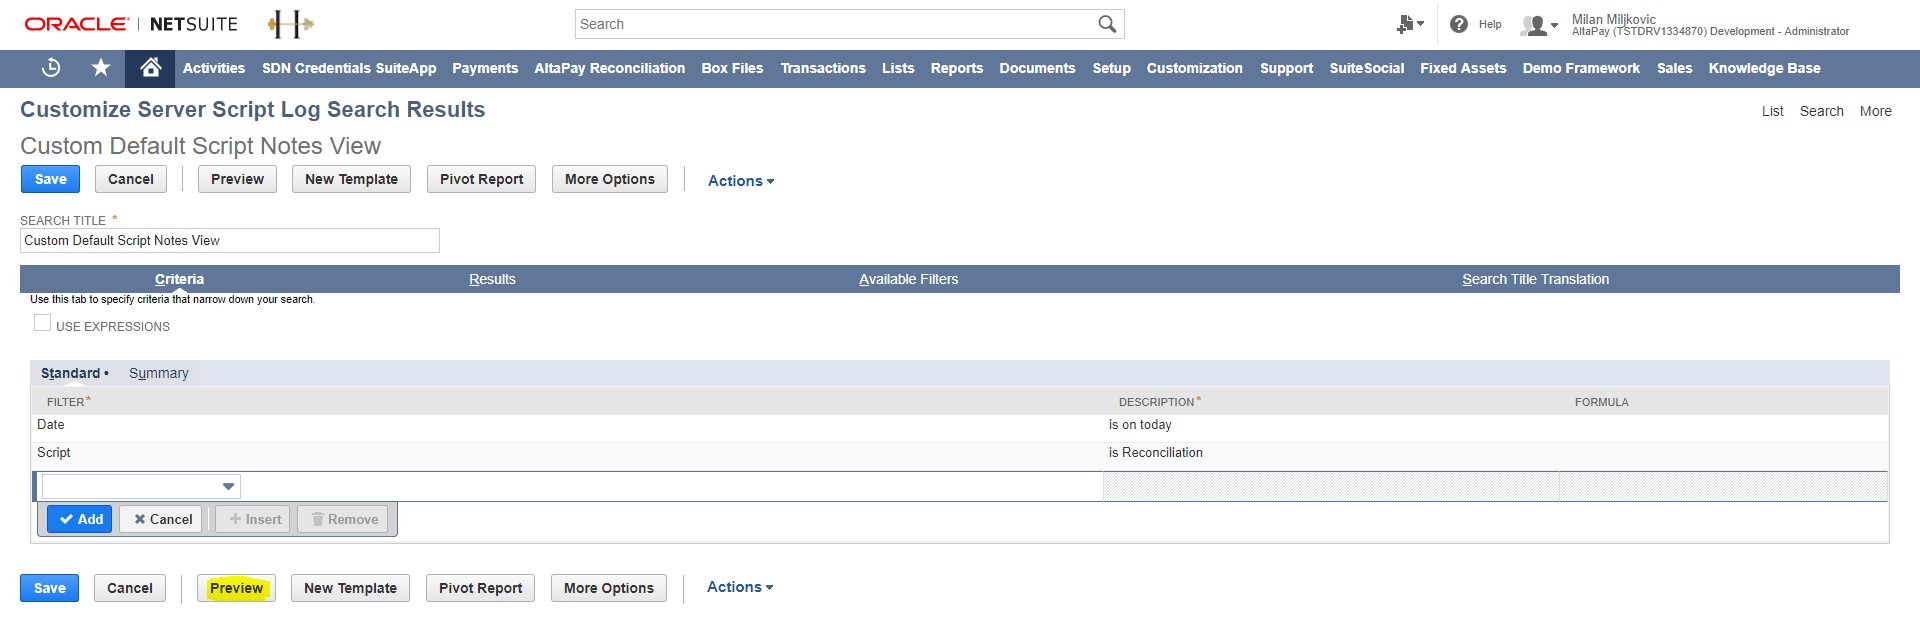 ORACLE | NETSUITE
Search
Help
Milan Miljkovic
AltaPay (TSTDRV1334870) Development - Administrator
Activities SDN Credentials SuiteApp Payments AltaPay Reconciliation Box Files Transactions Lists Reports Documents Setup Customization Support SuiteSocial Fixed Assets Demo Framework Sales Knowledge Base
Customize Server Script Log Search Results
List Search More
Custom Default Script Notes View
Save Cancel Preview New Template Pivot Report More Options Actions
SEARCH TITLE *
Custom Default Script Notes View
Criteria Results Available Filters Search Title Translation
Use this tab to specify criteria that narrow down your search.
USE EXPRESSIONS
Standard • Summary
FILTER * DESCRIPTION * FORMULA
Date is on today
Script is Reconciliation
Add Cancel Insert Remove
Save Cancel Preview New Template Pivot Report More Options Actions